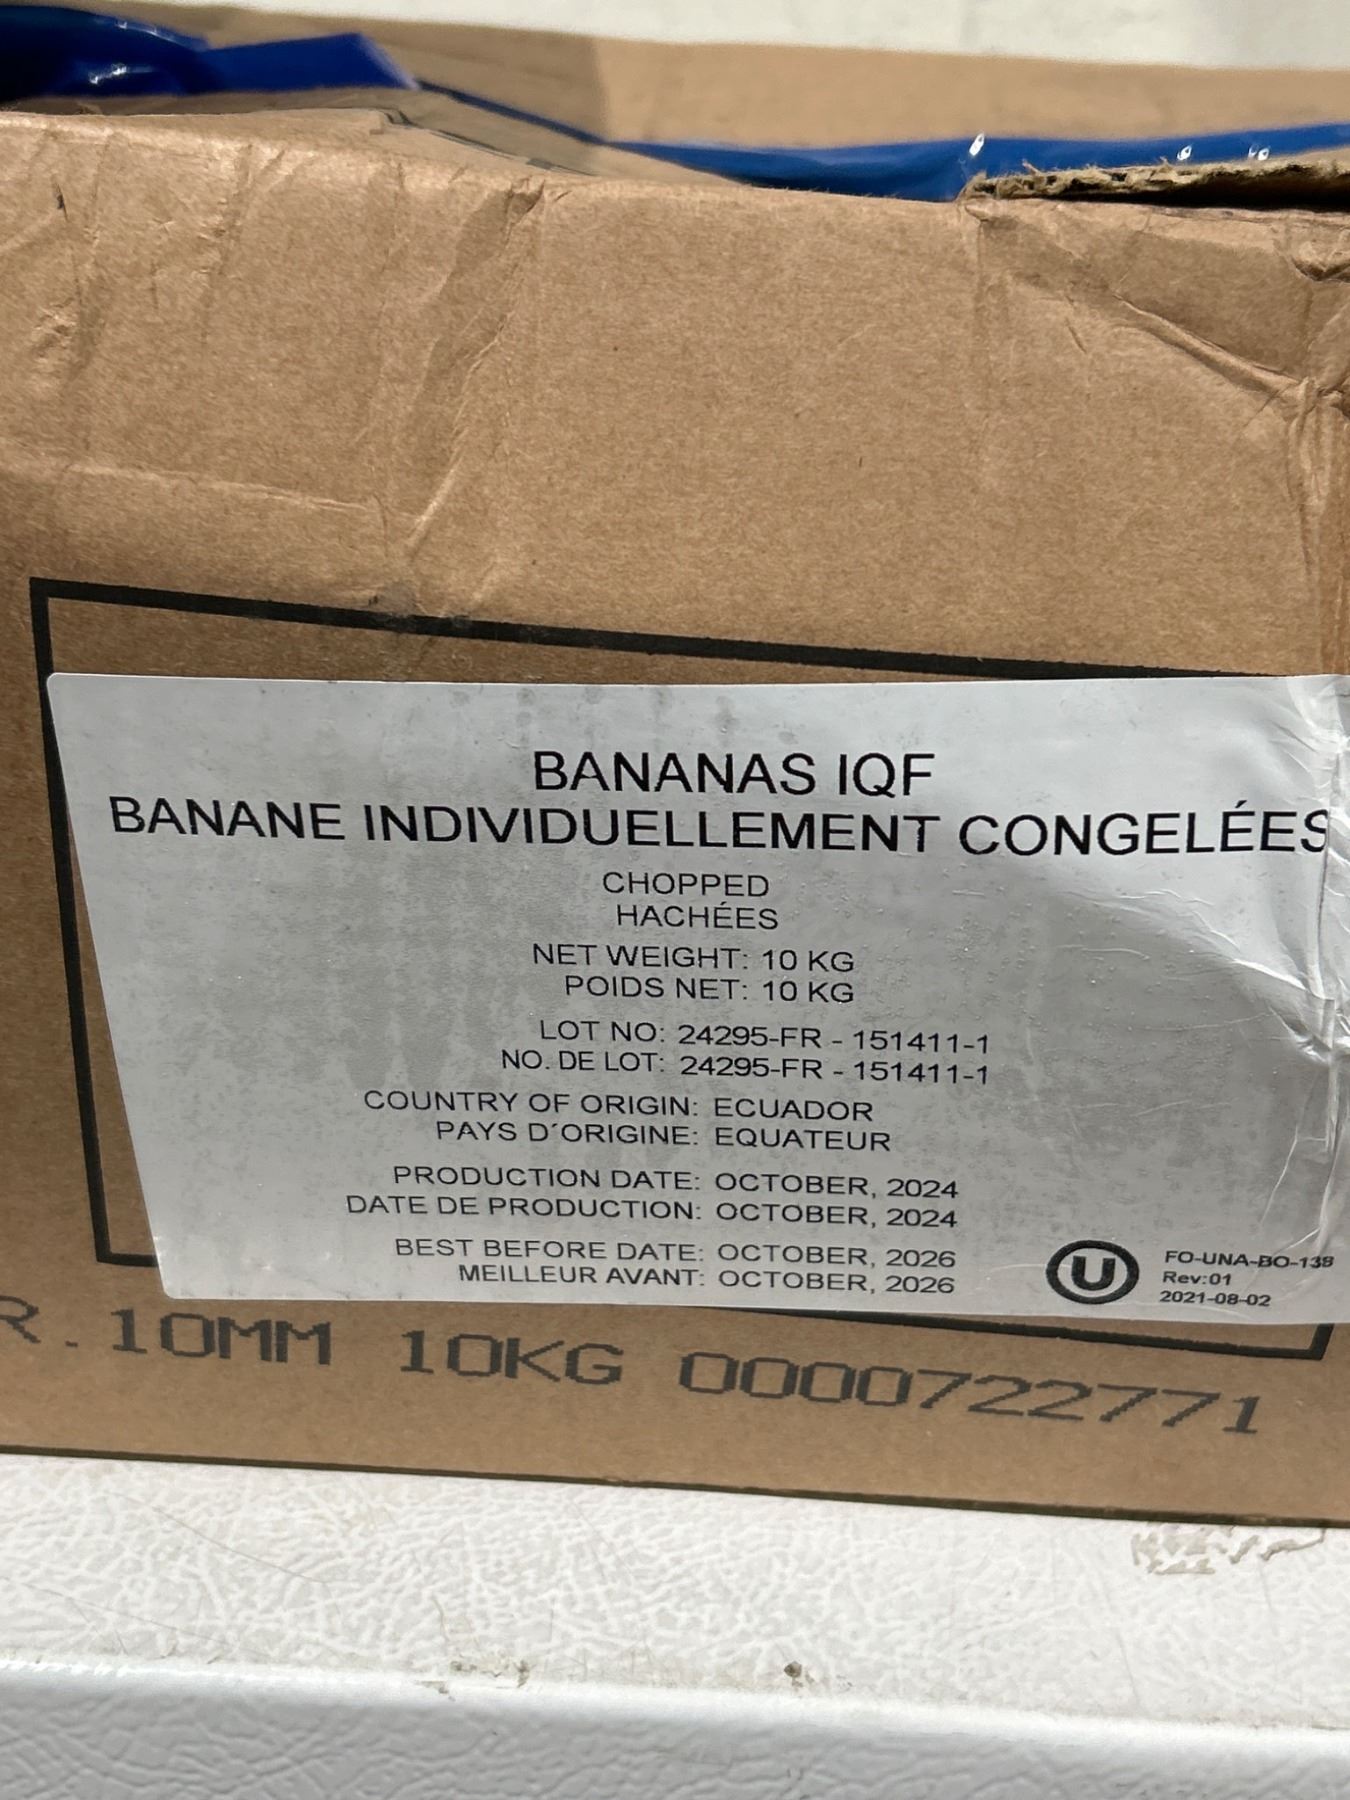 BANANAS IQF
BANANE INDIVIDUELLEMENT CONGELÉES
CHOPPED
HACHÉES
NET WEIGHT: 10 KG
POIDS NET: 10 KG
LOT NO: 24295-FR - 151411-1
NO. DE LOT: 24295-FR - 151411-1
COUNTRY OF ORIGIN: ECUADOR
PAYS D´ORIGINE: EQUATEUR
PRODUCTION DATE: OCTOBER, 2024
DATE DE PRODUCTION: OCTOBER, 2024
BEST BEFORE DATE: OCTOBER, 2026
MEILLEUR AVANT: OCTOBER, 2026
U
FO-UNA-BO-138
Rev:01
2021-08-02
R.10MM 10KG 0000722771